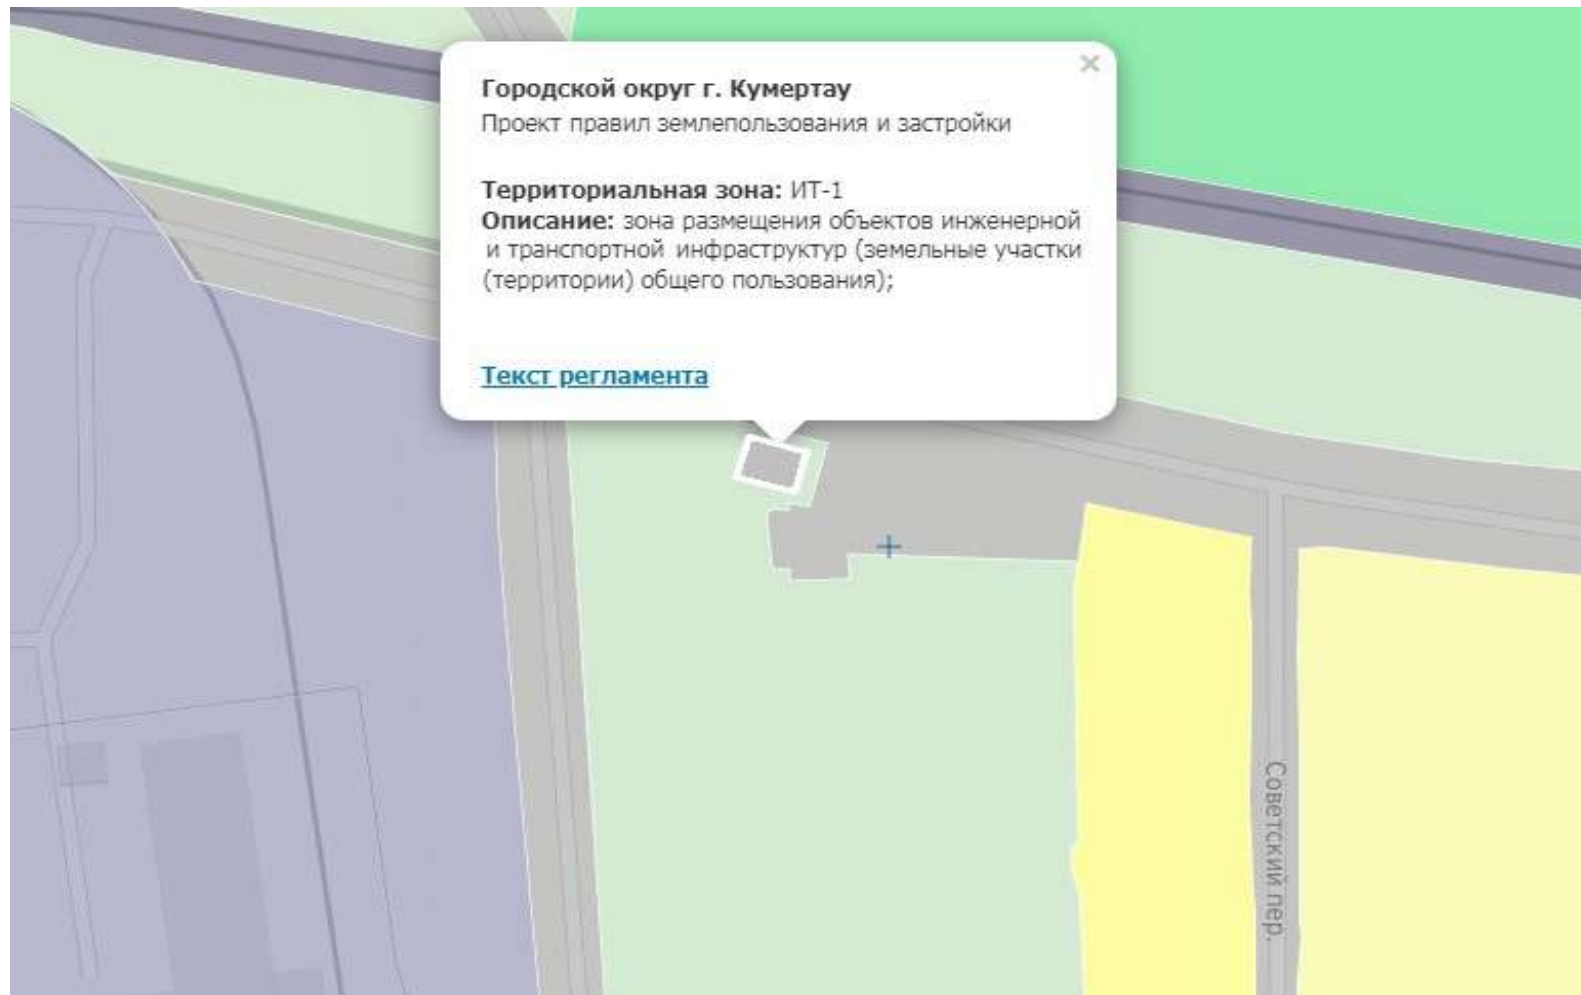 Городской округ г. Кумертау
Проект правил землепользования и застройки
Территориальная зона: ИТ-1
Описание: зона размещения объектов инженерной
и транспортной инфраструктур (земельные участки
(территории) общего пользования);
Текст регламента
Советский пер.